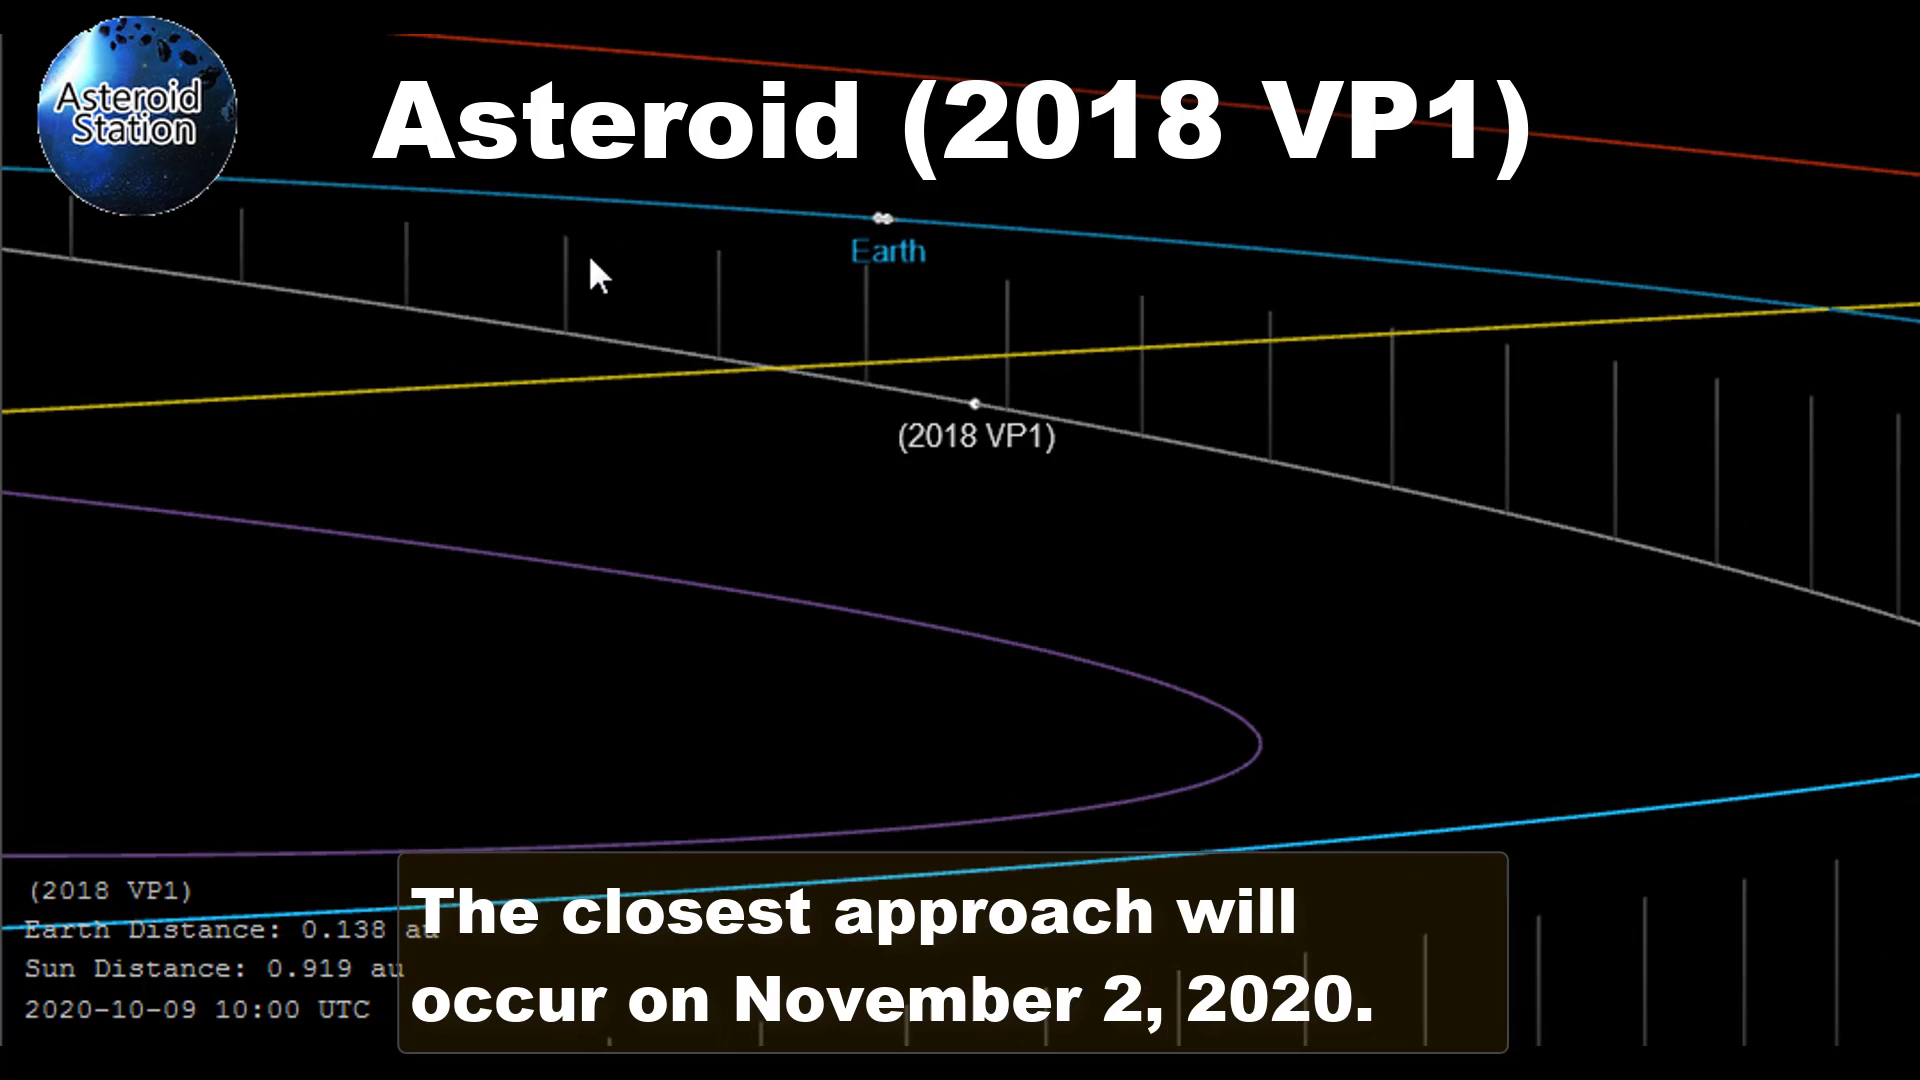 Asteroid
Station
Asteroid (2018 VP1)
Earth
(2018 VP1)
(2018 VP1)
Earth Distance: 0.138 au
Sun Distance: 0.919 au
2020-10-09 10:00 UTC
The closest approach will
occur on November 2, 2020.